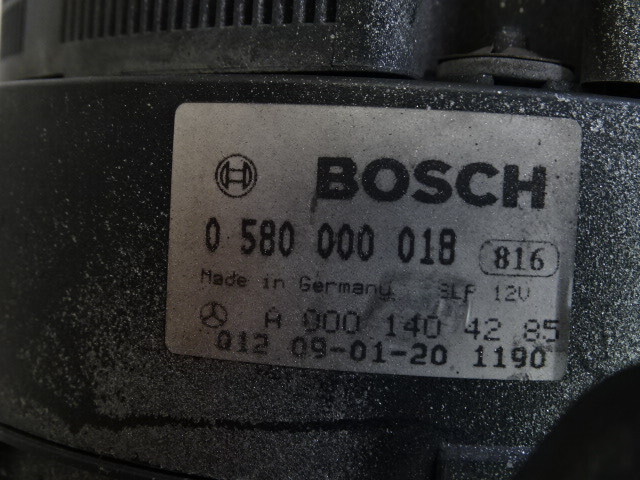 BOSCH
0 580 000 018 816
Made in Germany SLP 12V
A 000 140 42 85
012 09-01-20 1190